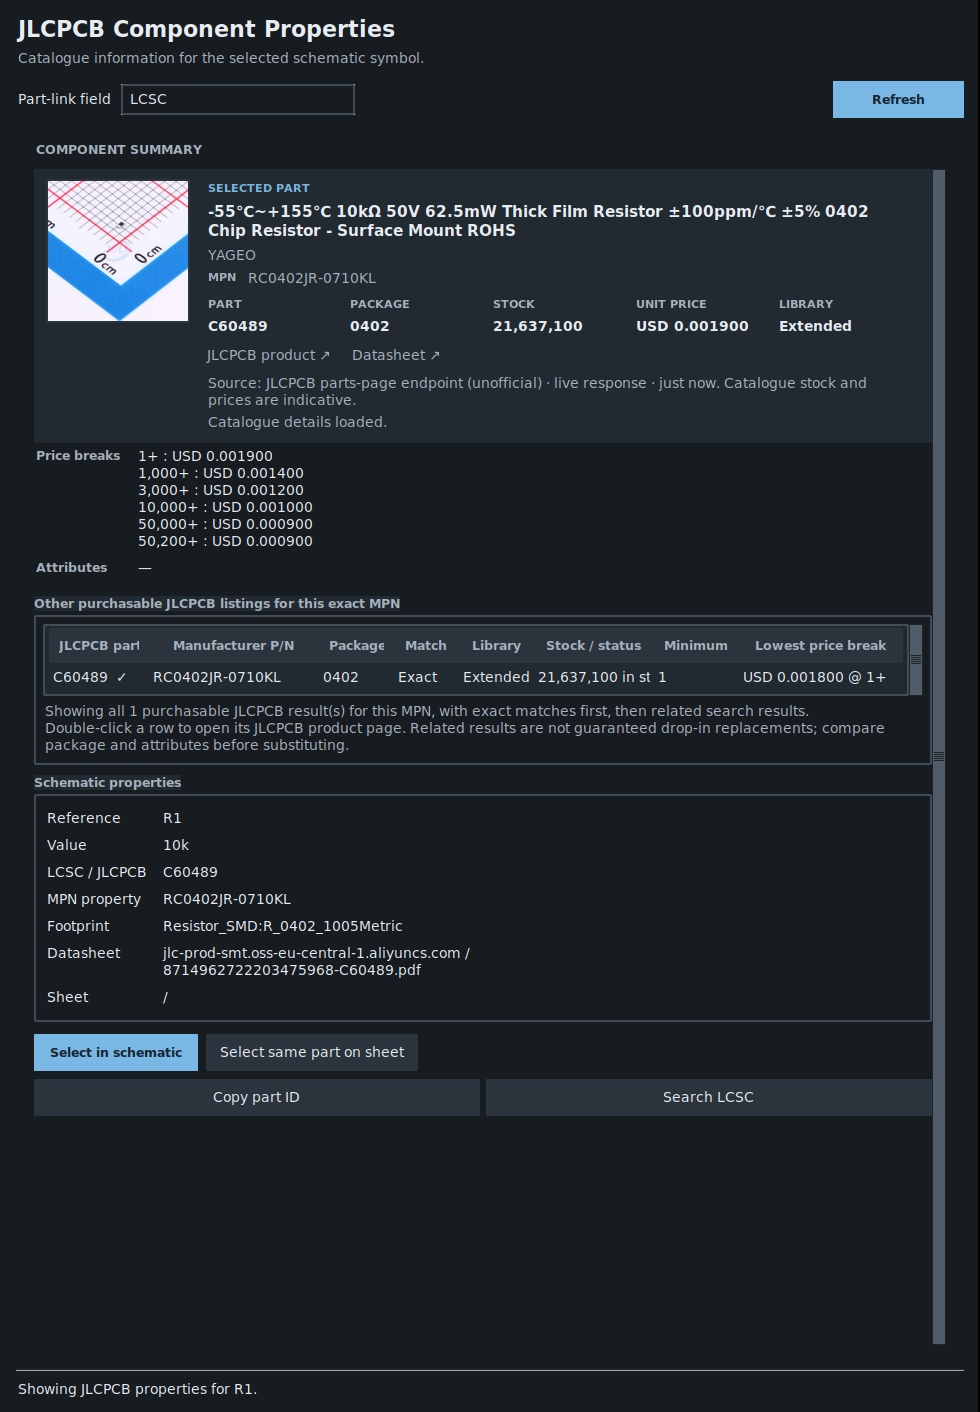 JLCPCB Component Properties
Catalogue information for the selected schematic symbol.
Part-link field LCSC Refresh
COMPONENT SUMMARY
SELECTED PART
-55℃~+155℃ 10kΩ 50V 62.5mW Thick Film Resistor ±100ppm/℃ ±5% 0402
Chip Resistor - Surface Mount ROHS
YAGEO
MPN RC0402JR-0710KL
PART PACKAGE STOCK UNIT PRICE LIBRARY
C60489 0402 21,637,100 USD 0.001900 Extended
JLCPCB product ↗ Datasheet ↗
Source: JLCPCB parts-page endpoint (unofficial) · live response · just now. Catalogue stock and
prices are indicative.
Catalogue details loaded.
m
0cm 0cm
Price breaks 1+ : USD 0.001900
1,000+ : USD 0.001400
3,000+ : USD 0.001200
10,000+ : USD 0.001000
50,000+ : USD 0.000900
50,200+ : USD 0.000900
Attributes —
Other purchasable JLCPCB listings for this exact MPN
JLCPCB part Manufacturer P/N Package Match Library Stock / status Minimum Lowest price break
C60489 ✓ RC0402JR-0710KL 0402 Exact Extended 21,637,100 in st 1 USD 0.001800 @ 1+
Showing all 1 purchasable JLCPCB result(s) for this MPN, with exact matches first, then related search results.
Double-click a row to open its JLCPCB product page. Related results are not guaranteed drop-in replacements; compare
package and attributes before substituting.
Schematic properties
Reference R1
Value 10k
LCSC / JLCPCB C60489
MPN property RC0402JR-0710KL
Footprint Resistor_SMD:R_0402_1005Metric
Datasheet jlc-prod-smt.oss-eu-central-1.aliyuncs.com /
8714962722203475968-C60489.pdf
Sheet /
Select in schematic Select same part on sheet
Copy part ID Search LCSC
Showing JLCPCB properties for R1.